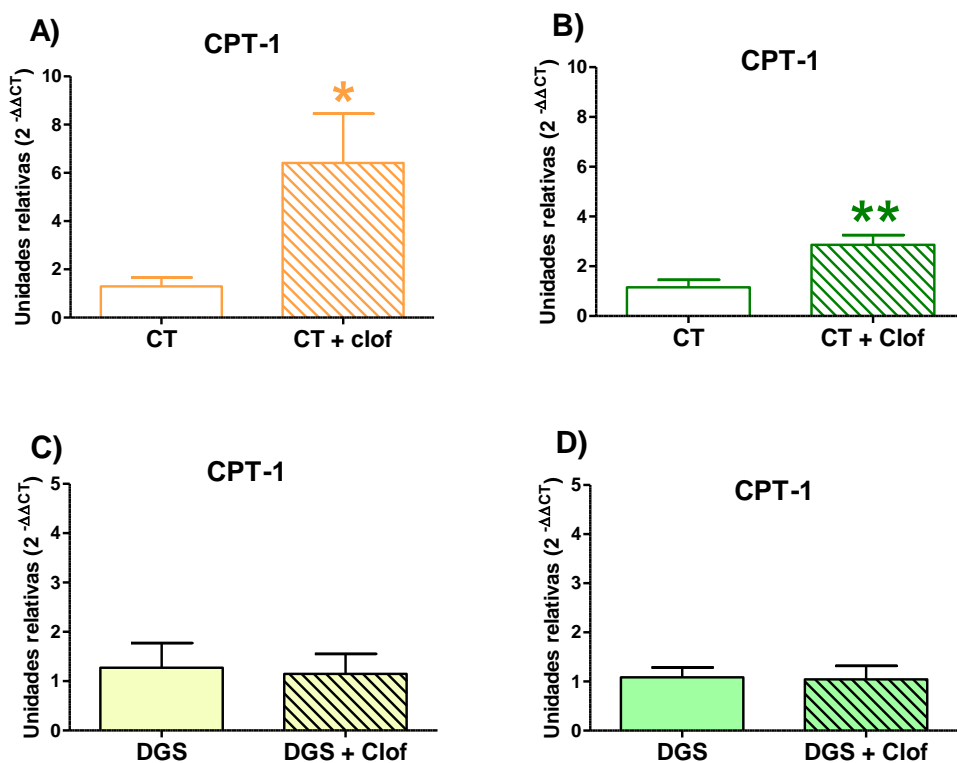 A)
CPT-1
Unidades relativas (2 -ΔΔCT)
10
8
6
4
2
0
*
CT
CT + clof
B)
CPT-1
Unidades relativas (2 -ΔΔCT)
10
8
6
4
2
0
**
CT
CT + Clof
C)
CPT-1
Unidades relativas (2 -ΔΔCT)
5
4
3
2
1
0
DGS
DGS + Clof
D)
CPT-1
Unidades relativas (2 -ΔΔCT)
5
4
3
2
1
0
DGS
DGS + Clof